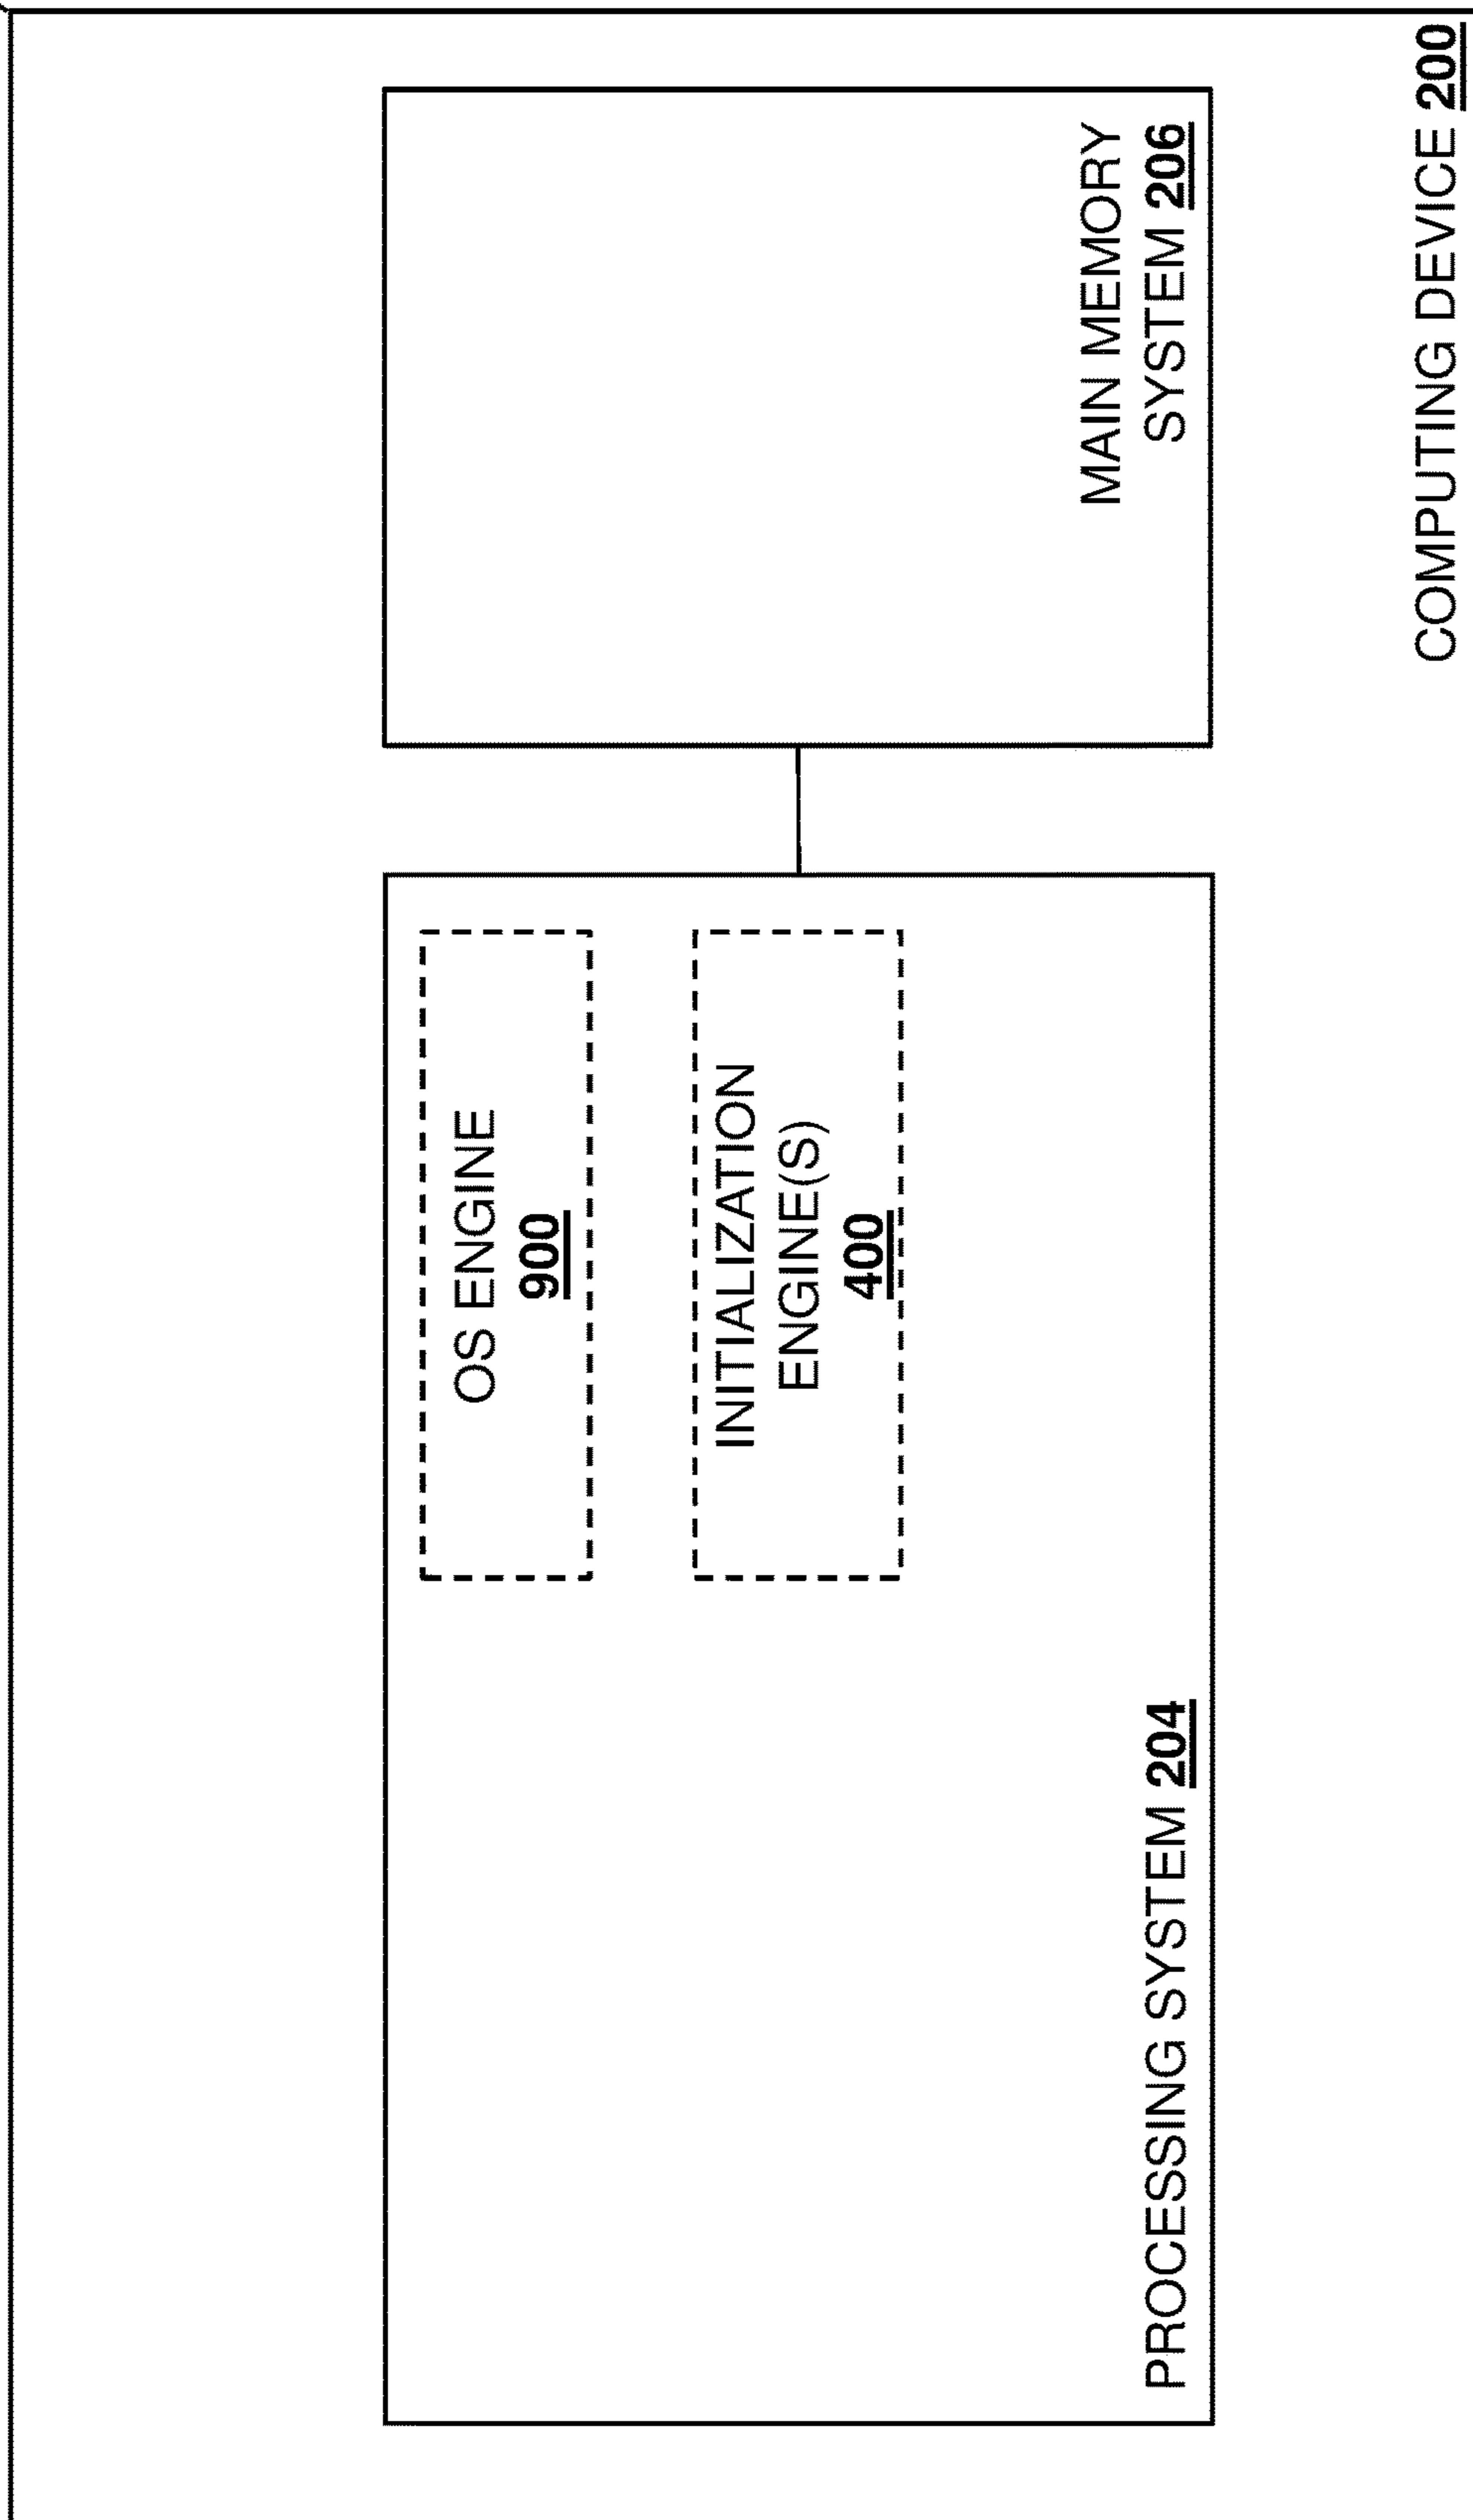 OS ENGINE
900
INITIALIZATION
ENGINE(S)
400
PROCESSING SYSTEM 204
MAIN MEMORY
SYSTEM 206
COMPUTING DEVICE 200